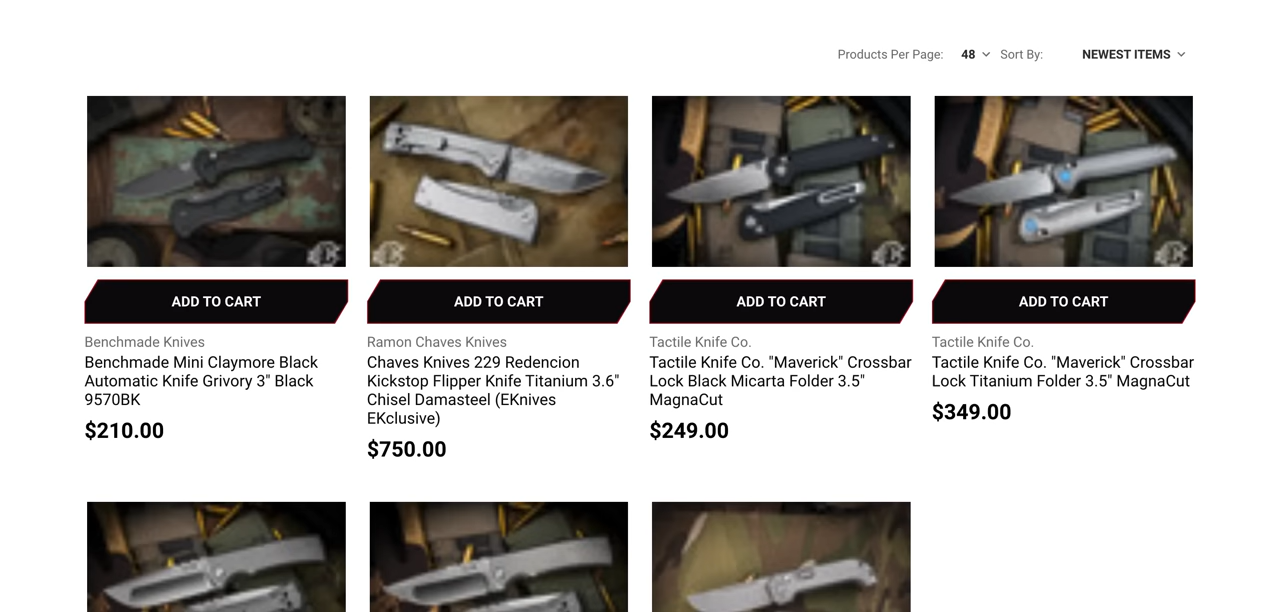 Products Per Page: 48 Sort By: NEWEST ITEMS
ADD TO CART
Benchmade Knives
Benchmade Mini Claymore Black
Automatic Knife Grivory 3" Black
9570BK
$210.00
ADD TO CART
Ramon Chaves Knives
Chaves Knives 229 Redencion
Kickstop Flipper Knife Titanium 3.6"
Chisel Damasteel (EKnives
EKclusive)
$750.00
ADD TO CART
Tactile Knife Co.
Tactile Knife Co. "Maverick" Crossbar
Lock Black Micarta Folder 3.5"
MagnaCut
$249.00
ADD TO CART
Tactile Knife Co.
Tactile Knife Co. "Maverick" Crossbar
Lock Titanium Folder 3.5" MagnaCut
$349.00